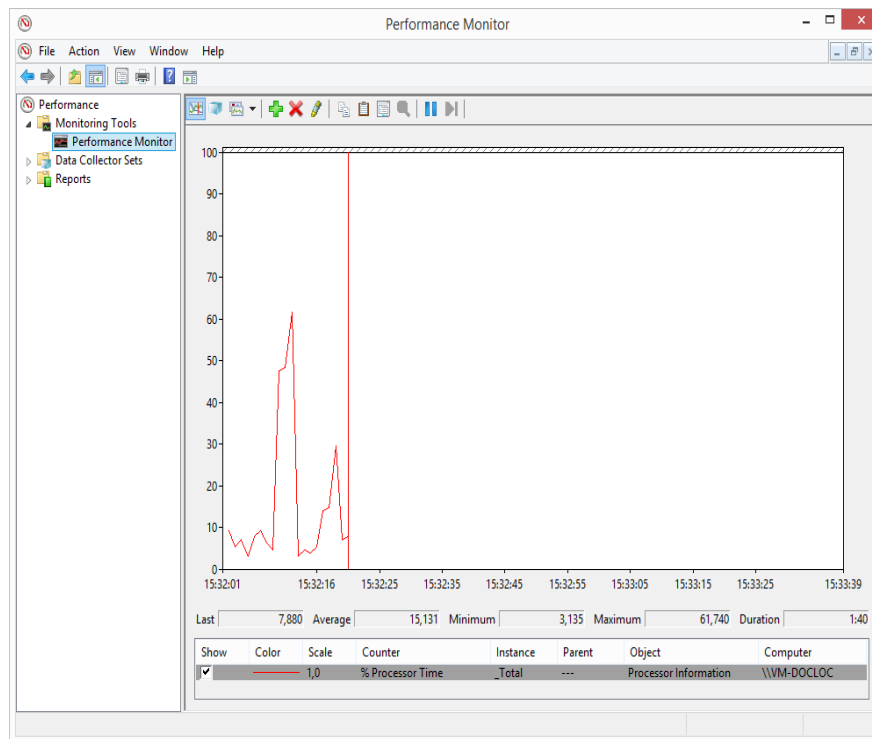 Performance Monitor
File Action View Window Help
Performance
Monitoring Tools
Performance Monitor
Data Collector Sets
Reports
100
90
80
70
60
50
40
30
20
10
0
15:32:01 15:32:16 15:32:25 15:32:35 15:32:45 15:32:55 15:33:05 15:33:15 15:33:25 15:33:39
Last 7,880 Average 15,131 Minimum 3,135 Maximum 61,740 Duration 1:40
Show Color Scale Counter Instance Parent Object Computer
1,0 % Processor Time _Total --- Processor Information \\VM-DOCLOC